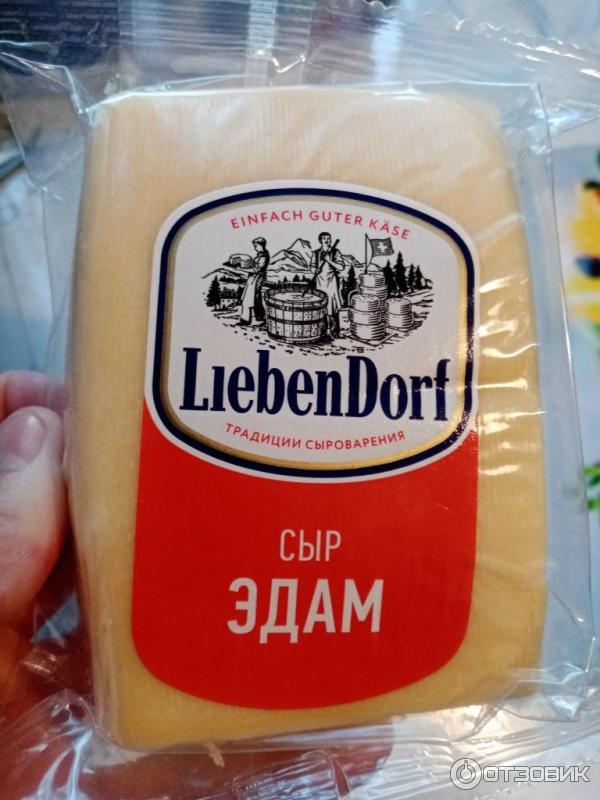 EINFACH GUTER KÄSE
LIEBENDORF
ТРАДИЦИИ СЫРОВАРЕНИЯ
СЫР
ЭДАМ
ОТЗОВИК